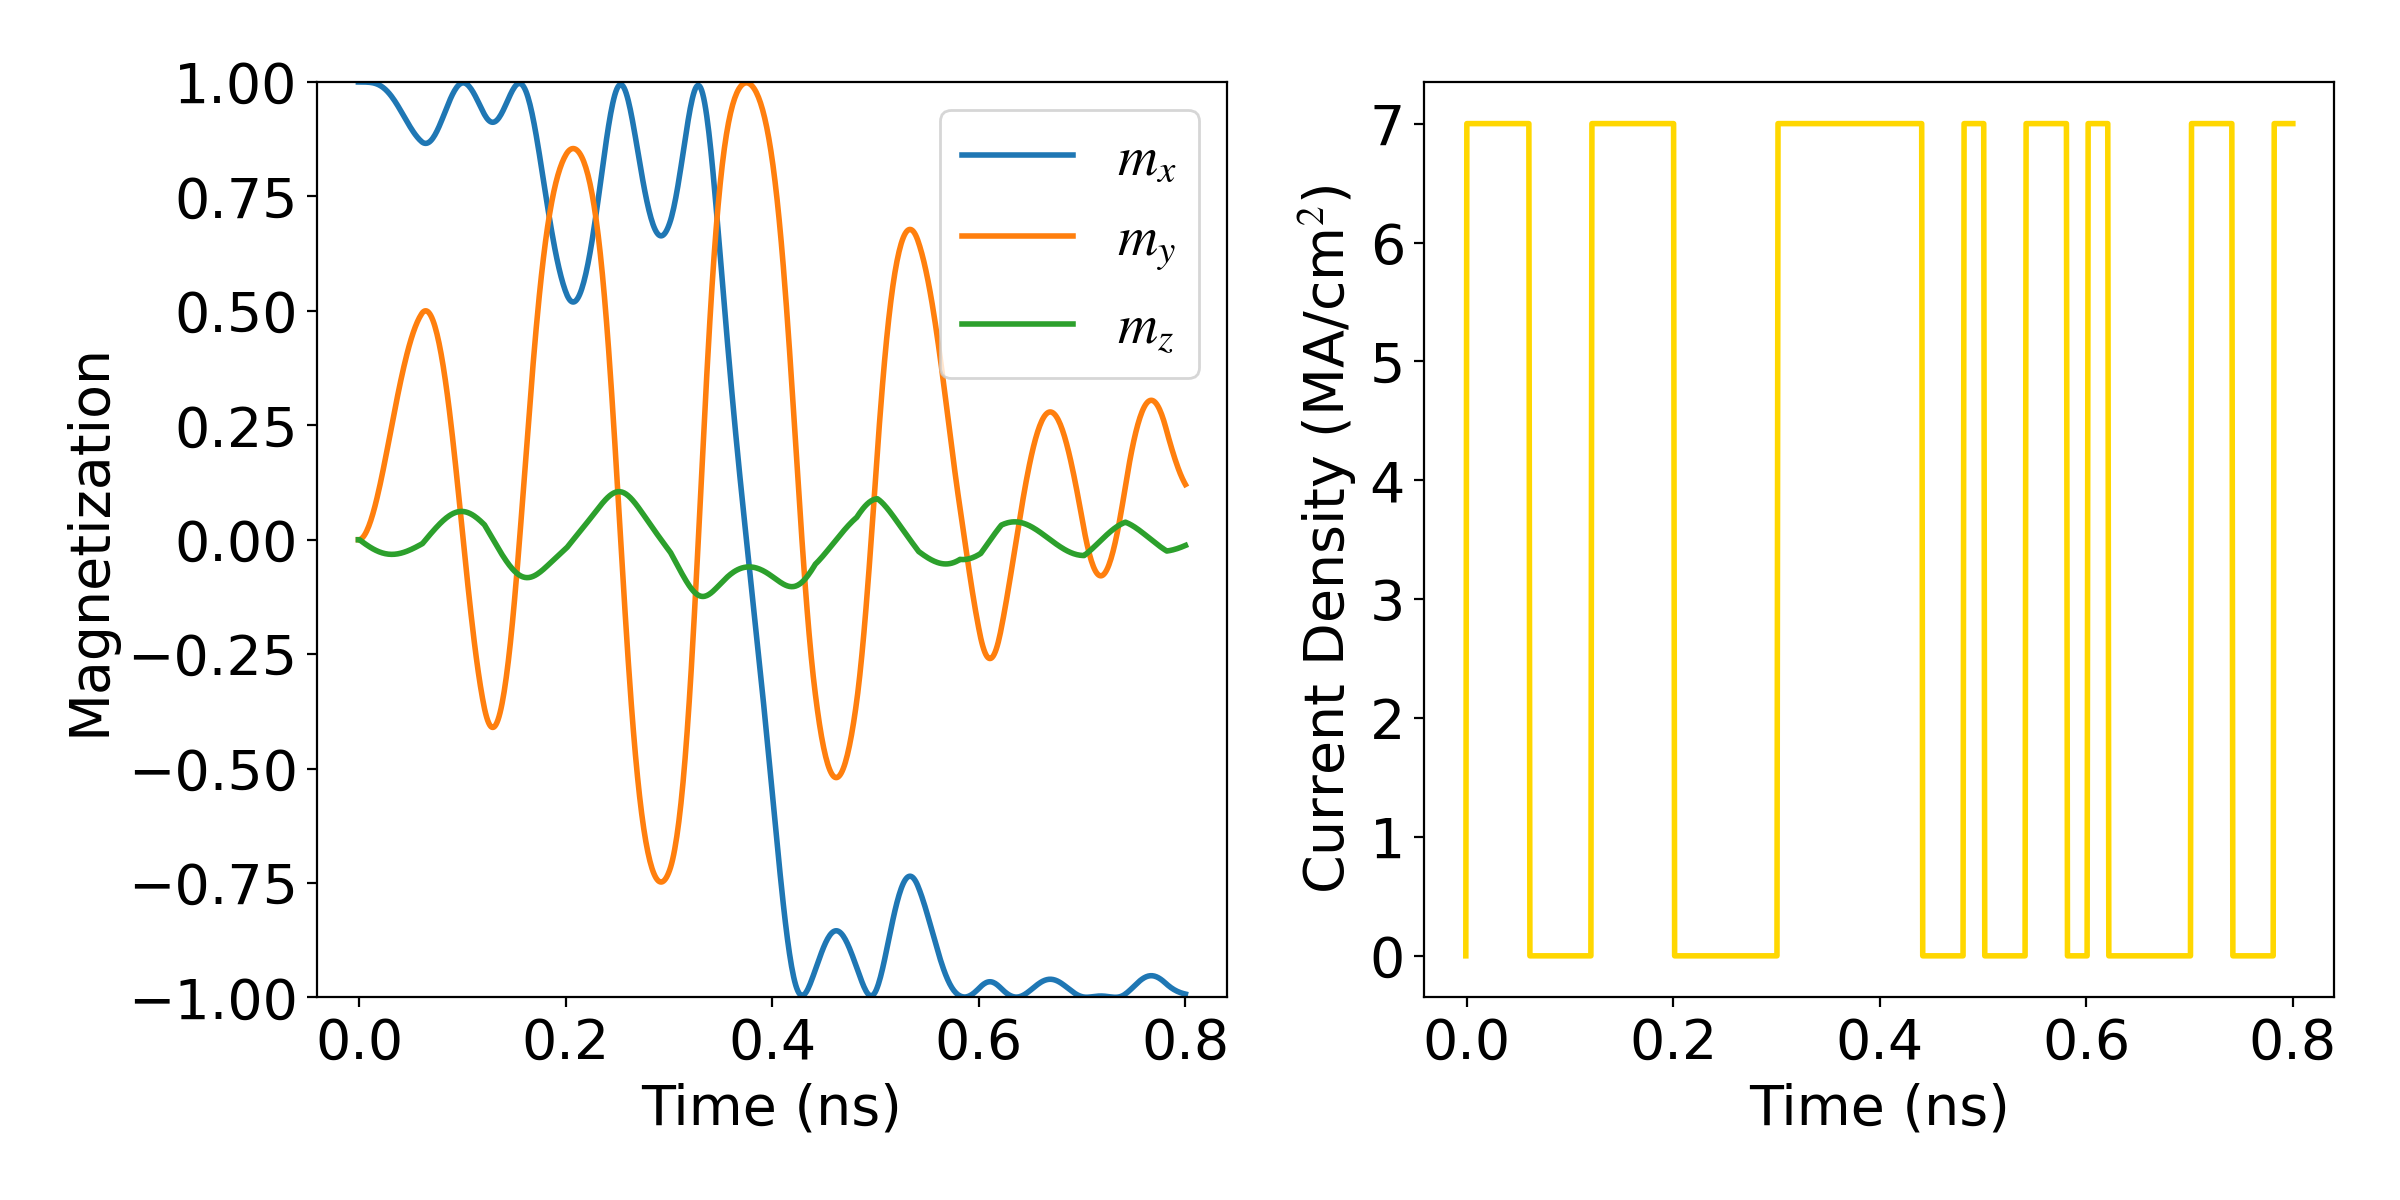 Magnetization
1.00
0.75
0.50
0.25
0.00
−0.25
−0.50
−0.75
−1.00
0.0 0.2 0.4 0.6 0.8
Time (ns)
m_x
m_y
m_z
Current Density (MA/cm²)
7
6
5
4
3
2
1
0
0.0 0.2 0.4 0.6 0.8
Time (ns)